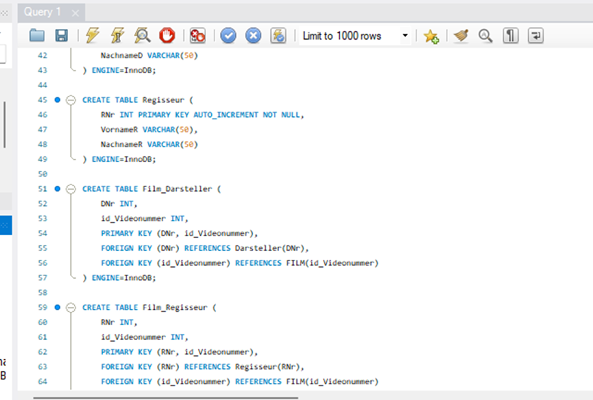 Query 1
Limit to 1000 rows
42 NachnameD VARCHAR(50)
43 ) ENGINE=InnoDB;
44
45 CREATE TABLE Regisseur (
46 RNr INT PRIMARY KEY AUTO_INCREMENT NOT NULL,
47 VornameR VARCHAR(50),
48 NachnameR VARCHAR(50)
49 ) ENGINE=InnoDB;
50
51 CREATE TABLE Film_Darsteller (
52 DNr INT,
53 id_Videonummer INT,
54 PRIMARY KEY (DNr, id_Videonummer),
55 FOREIGN KEY (DNr) REFERENCES Darsteller(DNr),
56 FOREIGN KEY (id_Videonummer) REFERENCES FILM(id_Videonummer)
57 ) ENGINE=InnoDB;
58
59 CREATE TABLE Film_Regisseur (
60 RNr INT,
61 id_Videonummer INT,
62 PRIMARY KEY (RNr, id_Videonummer),
63 FOREIGN KEY (RNr) REFERENCES Regisseur(RNr),
64 FOREIGN KEY (id_Videonummer) REFERENCES FILM(id_Videonummer)